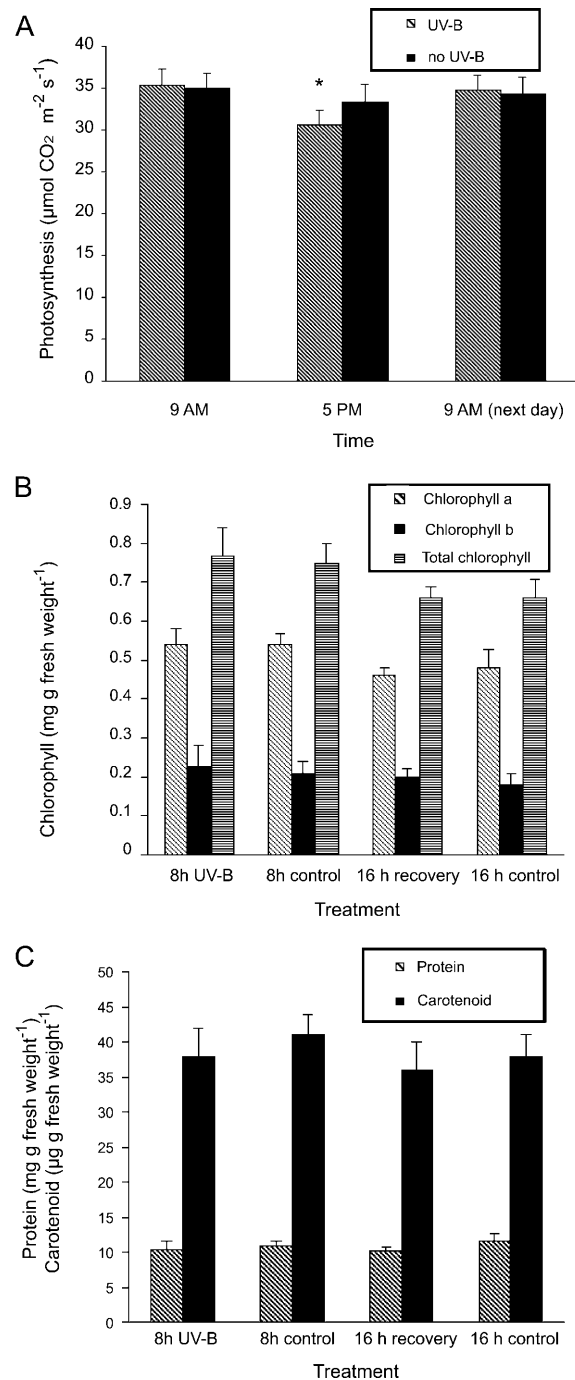 A
UV-B
no UV-B
Photosynthesis (µmol CO₂ m⁻² s⁻¹)
40
35
30
25
20
15
10
5
0
*
9 AM
5 PM
9 AM (next day)
Time
B
Chlorophyll a
Chlorophyll b
Total chlorophyll
Chlorophyll (mg g fresh weight⁻¹)
0.9
0.8
0.7
0.6
0.5
0.4
0.3
0.2
0.1
0
8h UV-B
8h control
16 h recovery
16 h control
Treatment
C
Protein
Carotenoid
Protein (mg g fresh weight⁻¹)
Carotenoid (µg g fresh weight⁻¹)
50
45
40
35
30
25
20
15
10
5
0
8h UV-B
8h control
16 h recovery
16 h control
Treatment